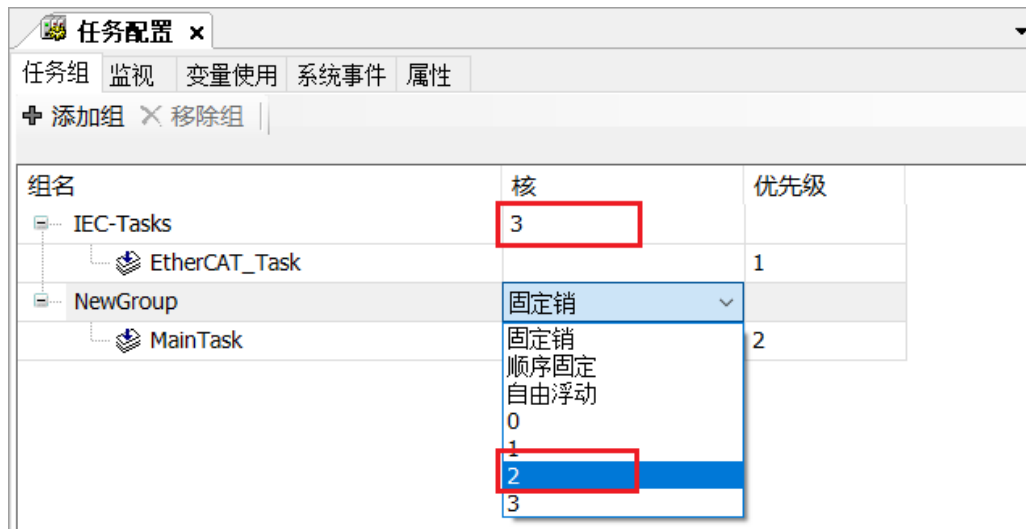 任务配置
任务组 监视 变量使用 系统事件 属性
添加组 移除组
组名 核 优先级
IEC-Tasks 3
EtherCAT_Task 1
NewGroup 固定销
MainTask 固定销 2
顺序固定
自由浮动
0
1
2
3